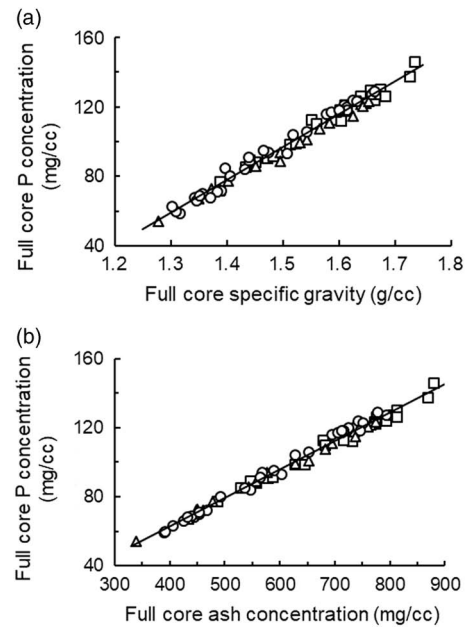 (a)
160
120
80
40
Full core P concentration
(mg/cc)
1.2 1.3 1.4 1.5 1.6 1.7 1.8
Full core specific gravity (g/cc)
(b)
160
120
80
40
Full core P concentration
(mg/cc)
300 400 500 600 700 800 900
Full core ash concentration (mg/cc)